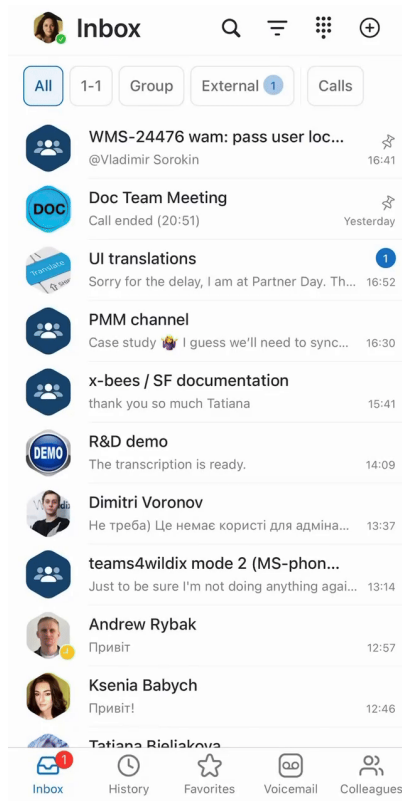 Inbox
All
1-1
Group
External 1
Calls
WMS-24476 wam: pass user loc...
@Vladimir Sorokin
16:41
DOC
Doc Team Meeting
Call ended (20:51)
Yesterday
Translate
UI translations
1
Sorry for the delay, I am at Partner Day. Th...
16:52
PMM channel
Case study 🤷‍♀️ I guess we'll need to sync...
16:30
x-bees / SF documentation
thank you so much Tatiana
15:41
DEMO
R&D demo
The transcription is ready.
14:09
Dimitri Voronov
Не треба) Це немає користі для адміна...
13:37
teams4wildix mode 2 (MS-phon...
Just to be sure I'm not doing anything agai...
13:14
Andrew Rybak
Привіт
12:57
Ksenia Babych
Привіт!
12:46
Tatiana Bieliakova
1
Inbox
History
Favorites
Voicemail
Colleagues